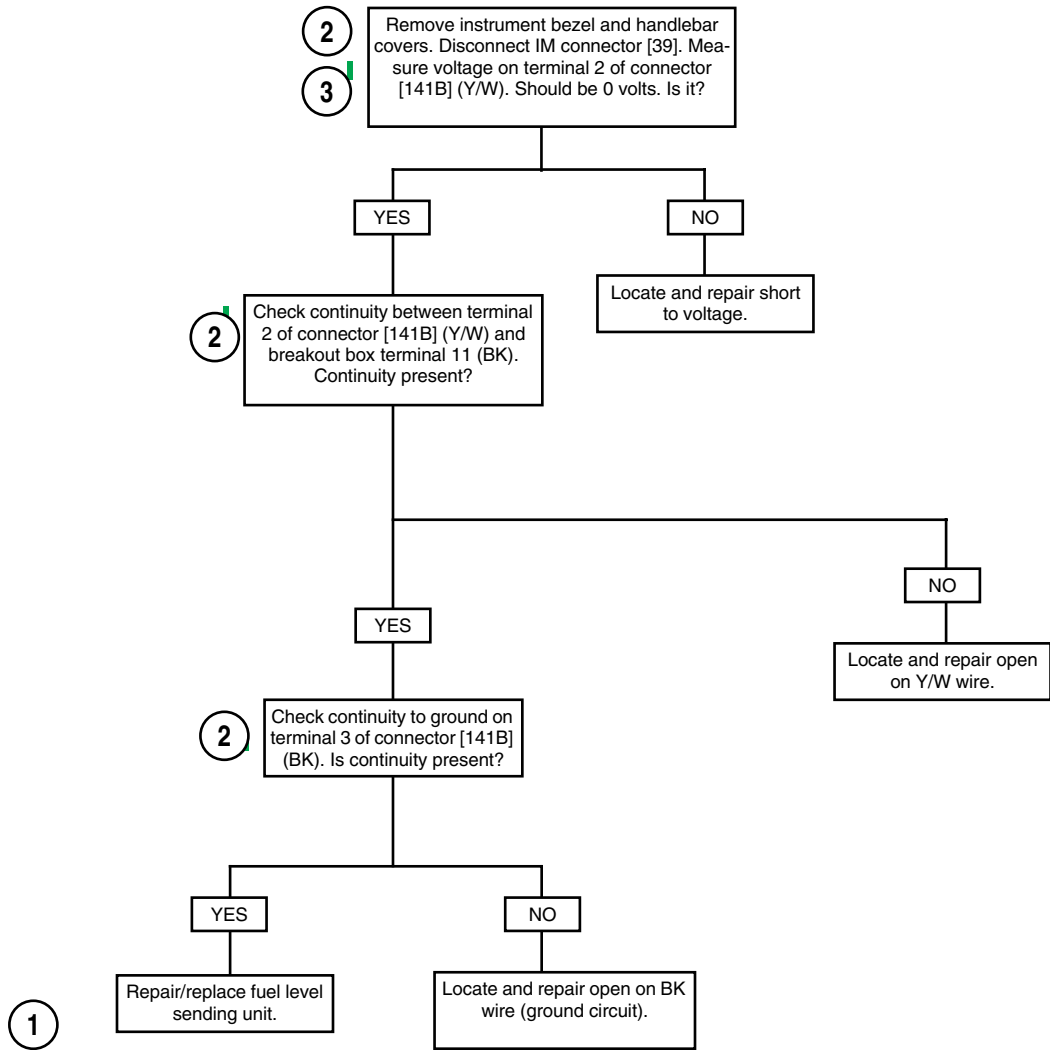 2
3
Remove instrument bezel and handlebar
covers. Disconnect IM connector [39]. Mea-
sure voltage on terminal 2 of connector
[141B] (Y/W). Should be 0 volts. Is it?
YES
NO
Locate and repair short
to voltage.
2
Check continuity between terminal
2 of connector [141B] (Y/W) and
breakout box terminal 11 (BK).
Continuity present?
NO
YES
Locate and repair open
on Y/W wire.
2
Check continuity to ground on
terminal 3 of connector [141B]
(BK). Is continuity present?
YES
NO
Repair/replace fuel level
sending unit.
Locate and repair open on BK
wire (ground circuit).
1